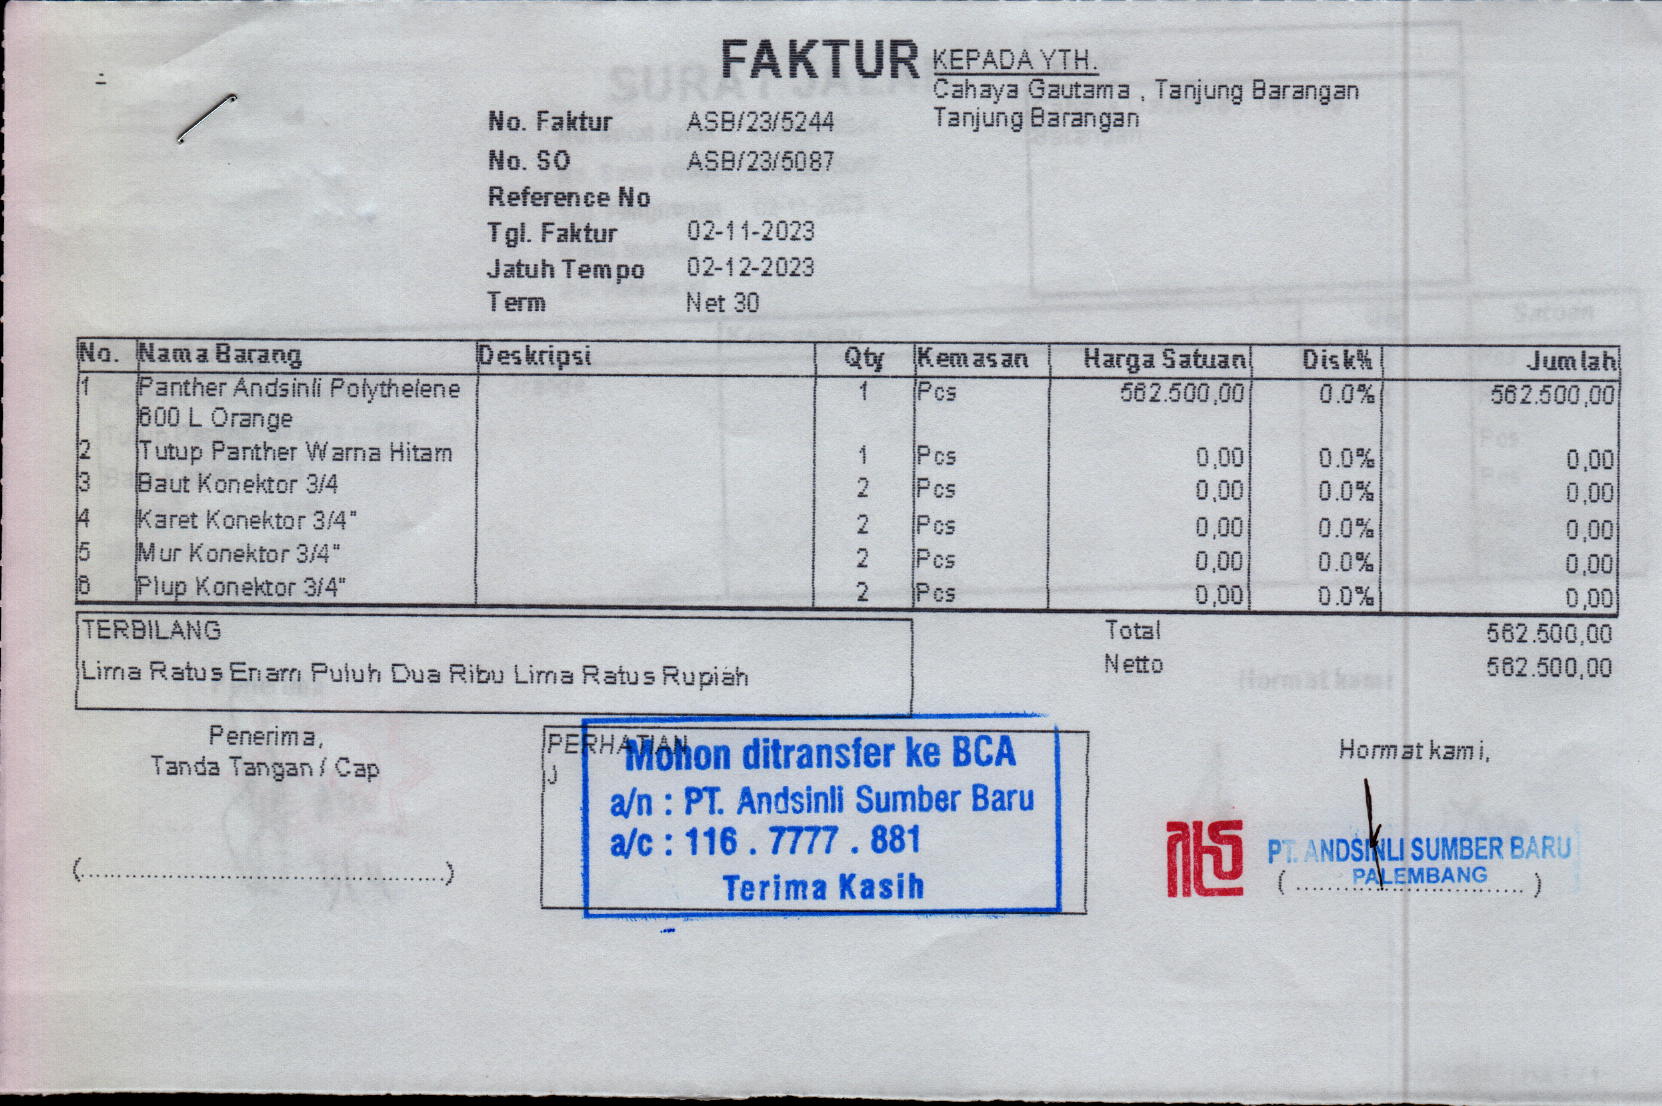 FAKTUR
KEPADA YTH.
Cahaya Gautama , Tanjung Barangan
Tanjung Barangan
No. Faktur ASB/23/5244
No. SO ASB/23/5087
Reference No
Tgl. Faktur 02-11-2023
Jatuh Tempo 02-12-2023
Term Net 30
No. Nama Barang Deskripsi Qty Kemasan Harga Satuan Disk% Jumlah
1 Panther Andsinli Polythelene 1 Pcs 562.500,00 0.0% 562.500,00
600 L Orange
2 Tutup Panther Warna Hitam 1 Pcs 0,00 0.0% 0,00
3 Baut Konektor 3/4 2 Pcs 0,00 0.0% 0,00
4 Karet Konektor 3/4" 2 Pcs 0,00 0.0% 0,00
5 Mur Konektor 3/4" 2 Pcs 0,00 0.0% 0,00
6 Plup Konektor 3/4" 2 Pcs 0,00 0.0% 0,00
TERBILANG
Lima Ratus Enam Puluh Dua Ribu Lima Ratus Rupiah
Total 562.500,00
Netto 562.500,00
Penerima,
Tanda Tangan / Cap
(..........................................)
PERHATIAN
J
Mohon ditransfer ke BCA
a/n : PT. Andsinli Sumber Baru
a/c : 116 . 7777 . 881
Terima Kasih
Hormat kami,
PT. ANDSINLI SUMBER BARU
PALEMBANG
( .............................. )